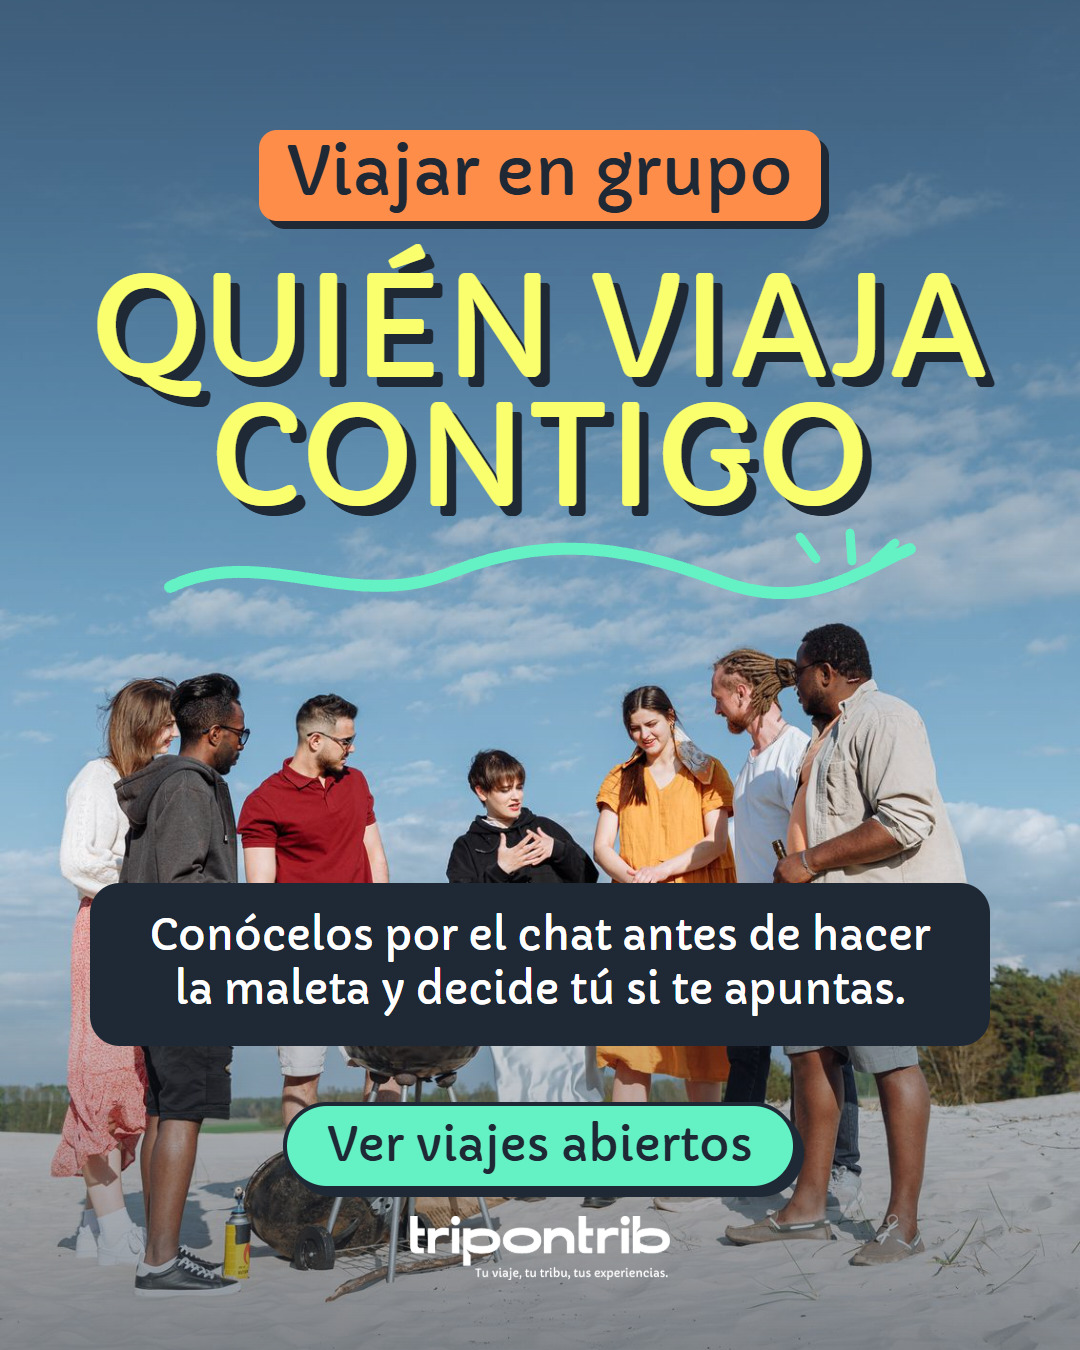 Viajar en grupo
QUIÉN VIAJA
CONTIGO
Conócelos por el chat antes de hacer
la maleta y decide tú si te apuntas.
Ver viajes abiertos
tripontrib
Tu viaje, tu tribu, tus experiencias.